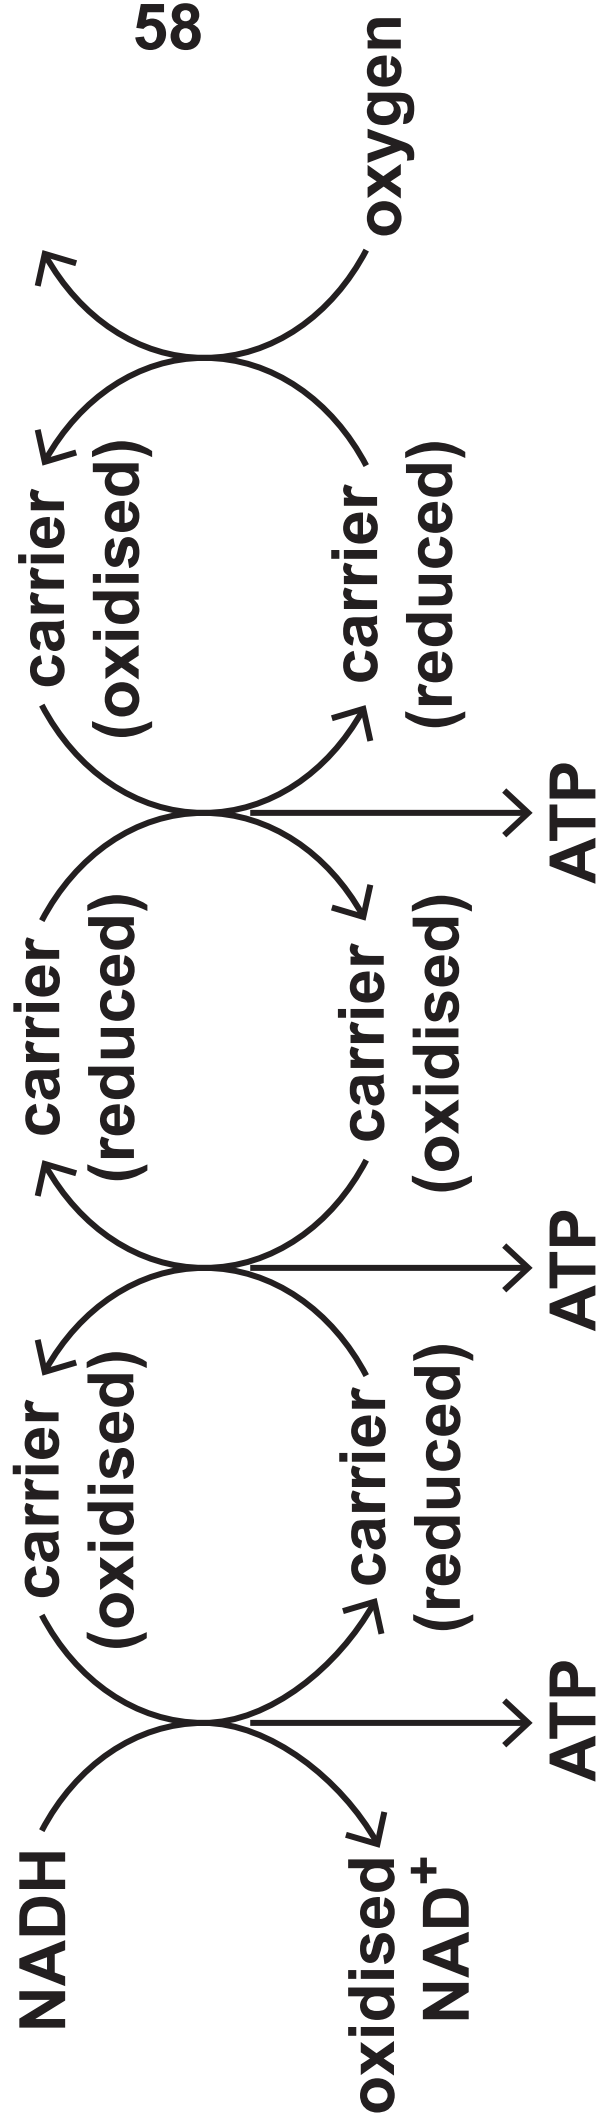 58
NADH
carrier
(oxidised)
carrier
(reduced)
carrier
(oxidised)
oxidised
NAD⁺
carrier
(reduced)
carrier
(oxidised)
carrier
(reduced)
oxygen
ATP
ATP
ATP